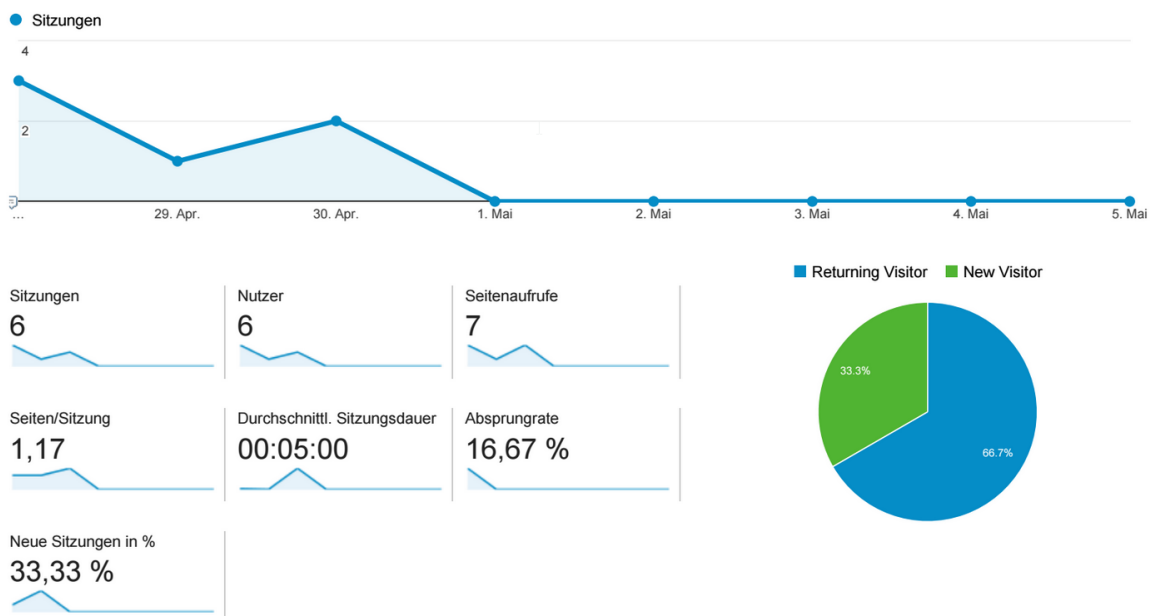 Sitzungen
4
2
...
29. Apr.
30. Apr.
1. Mai
2. Mai
3. Mai
4. Mai
5. Mai
Returning Visitor
New Visitor
Sitzungen
6
Nutzer
6
Seitenaufrufe
7
Seiten/Sitzung
1,17
Durchschnittl. Sitzungsdauer
00:05:00
Absprungrate
16,67 %
Neue Sitzungen in %
33,33 %
33.3%
66.7%